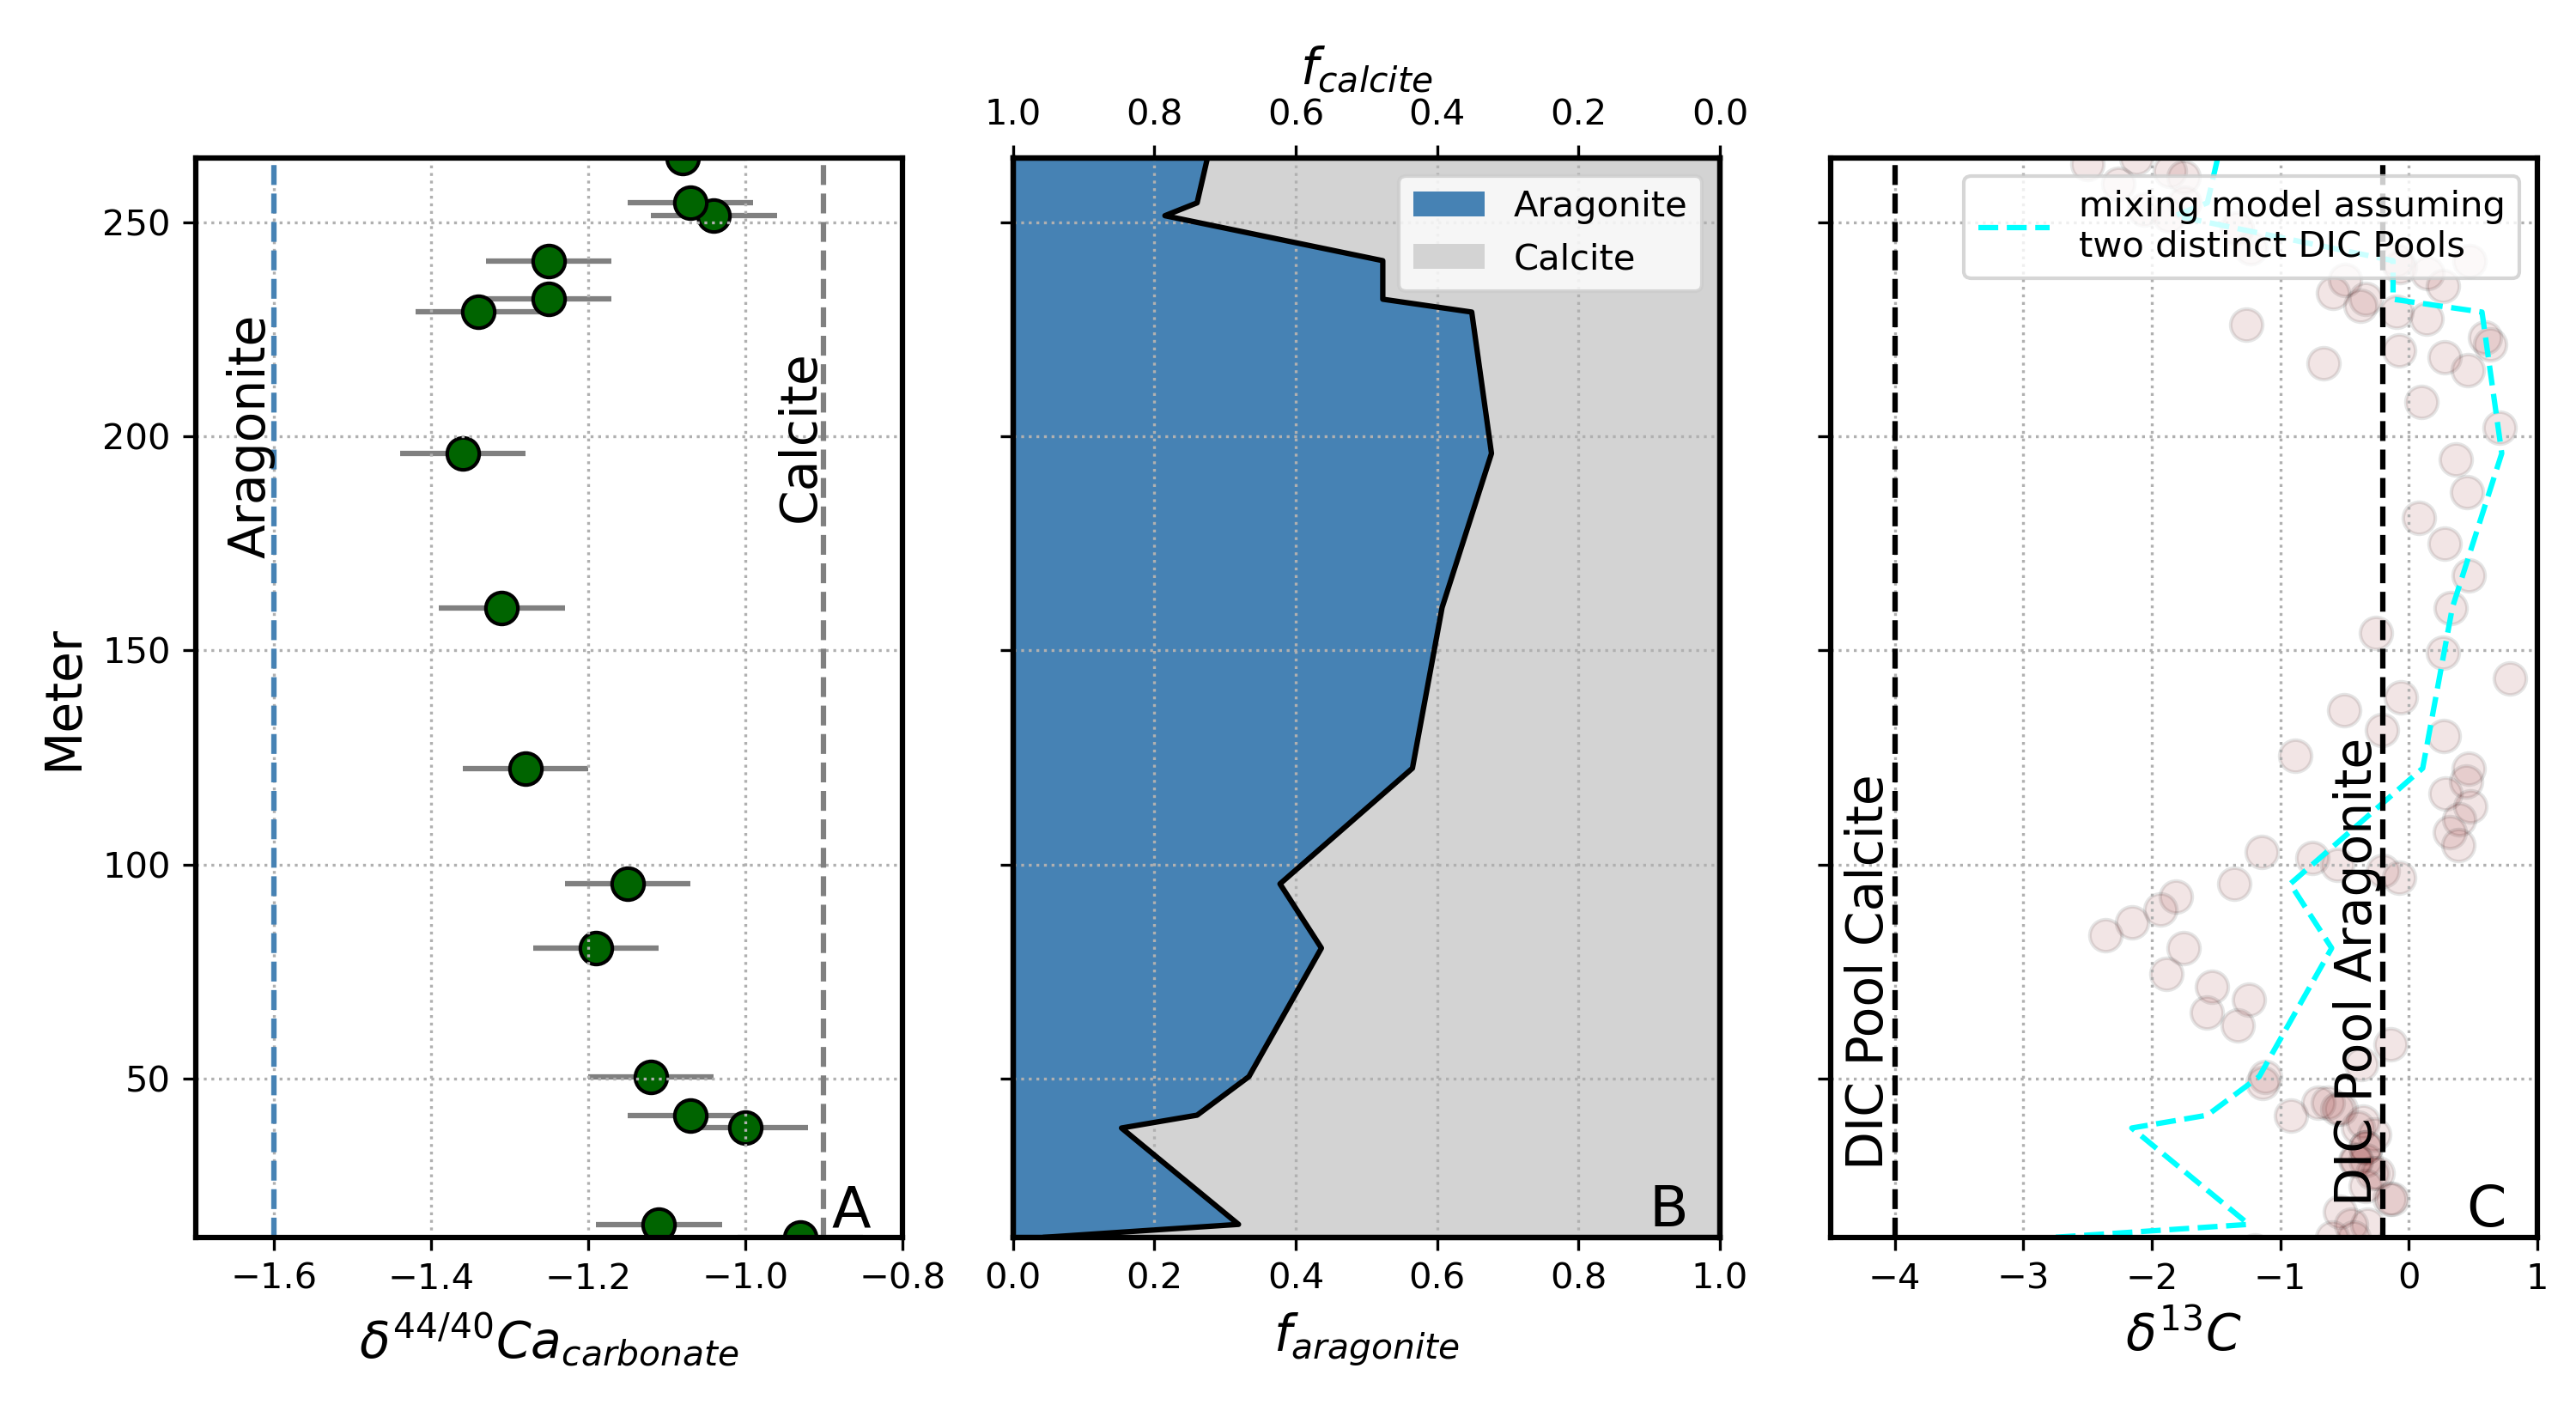 f_calcite
1.0 0.8 0.6 0.4 0.2 0.0
Meter
250
200
150
100
50
Aragonite
Calcite
A
−1.6 −1.4 −1.2 −1.0 −0.8
δ^44/40 Ca_carbonate
Aragonite
Calcite
B
0.0 0.2 0.4 0.6 0.8 1.0
f_aragonite
mixing model assuming
two distinct DIC Pools
DIC Pool Calcite
DIC Pool Aragonite
C
−4 −3 −2 −1 0 1
δ^13 C